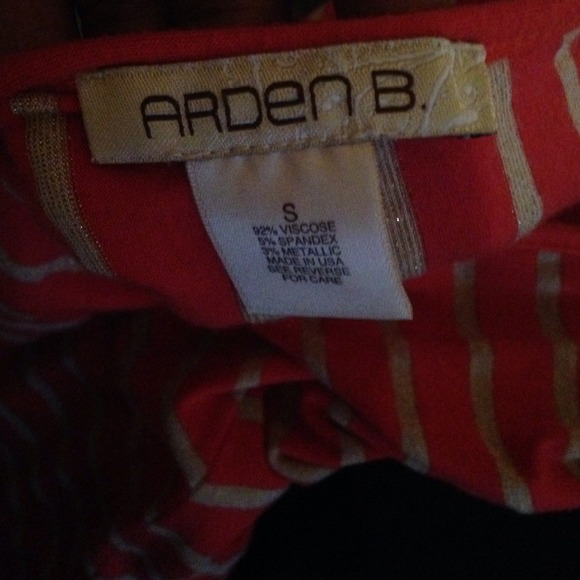 ARDEN B.
S
92% VISCOSE
5% SPANDEX
3% METALLIC
MADE IN USA
SEE REVERSE
FOR CARE